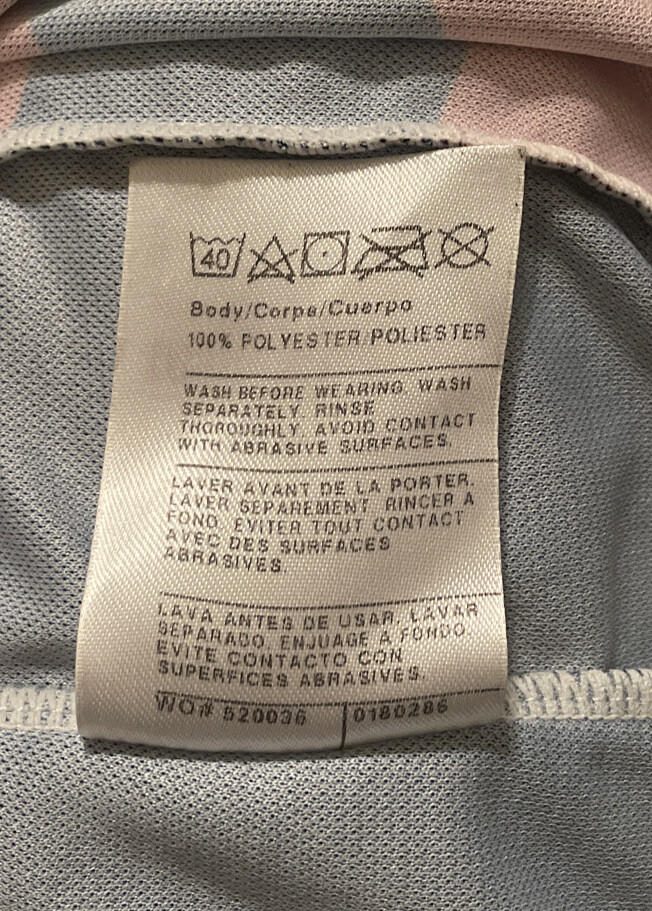 40
Body/Corps/Cuerpo
100% POLYESTER/POLIESTER
WASH BEFORE WEARING. WASH
SEPARATELY. RINSE
THOROUGHLY. AVOID CONTACT
WITH ABRASIVE SURFACES.
LAVER AVANT DE LA PORTER.
LAVER SEPAREMENT. RINCER A
FOND. EVITER TOUT CONTACT
AVEC DES SURFACES
ABRASIVES.
LAVA ANTES DE USAR. LAVAR
SEPARADO. ENJUAGE A FONDO.
EVITE CONTACTO CON
SUPERFICES ABRASIVES.
WO# 520036 0180286